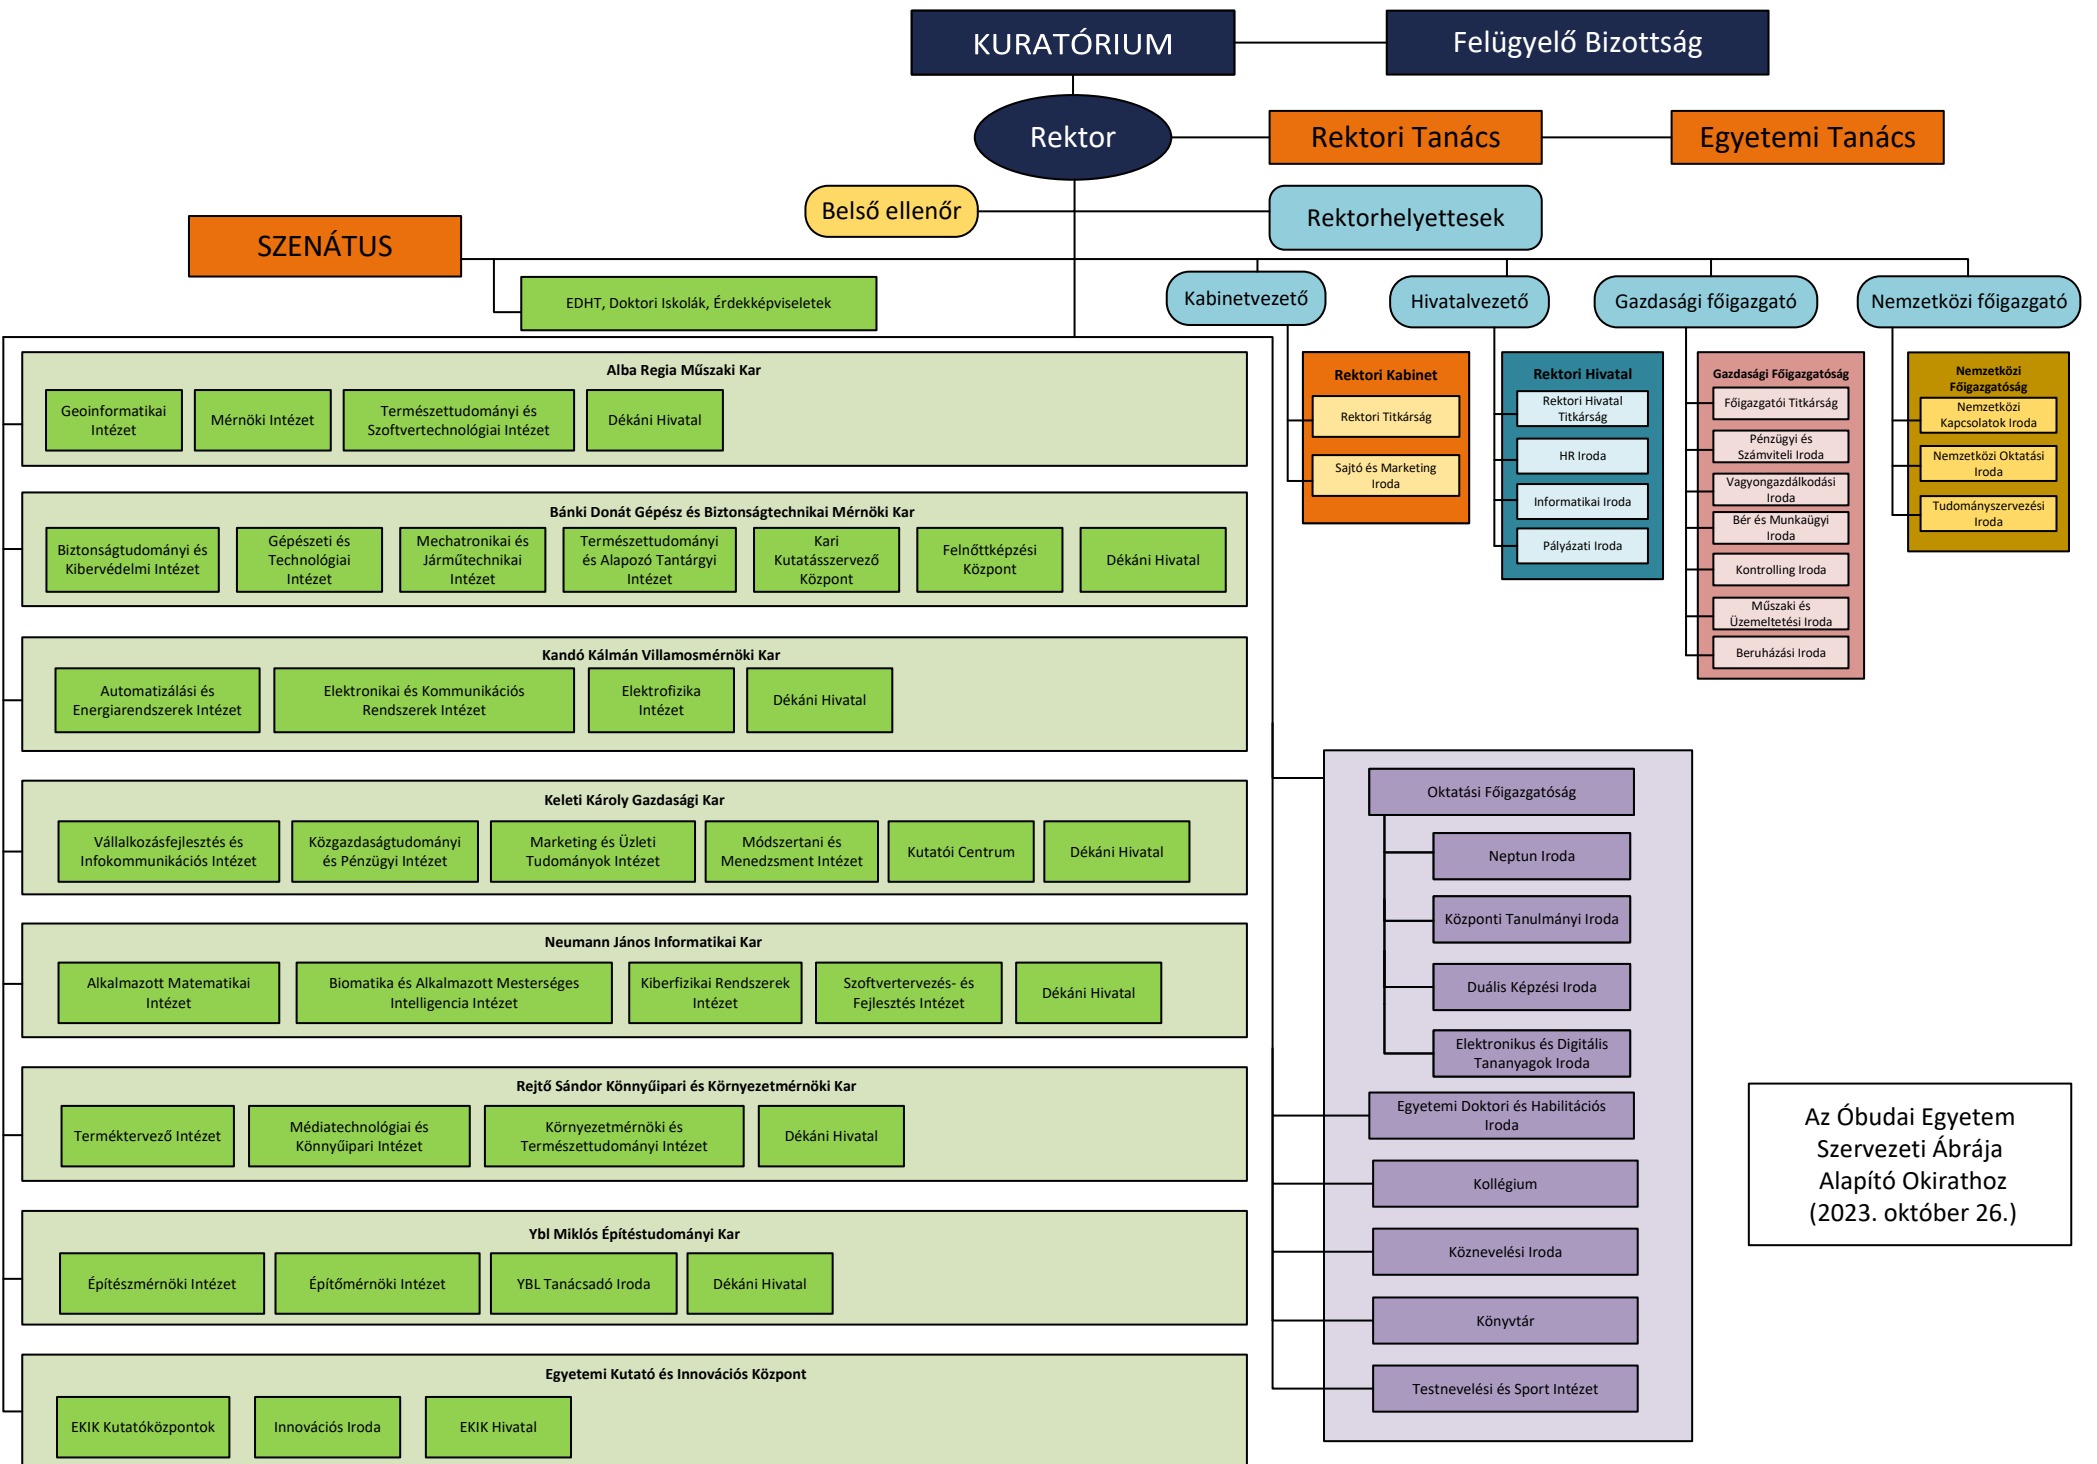 KURATÓRIUM
Felügyelő Bizottság
Rektor
Rektori Tanács
Egyetemi Tanács
Belső ellenőr
Rektorhelyettesek
SZENÁTUS
EDHT, Doktori Iskolák, Érdekképviseletek
Kabinetvezető
Hivatalvezető
Gazdasági főigazgató
Nemzetközi főigazgató
Alba Regia Műszaki Kar
Geoinformatikai
Intézet
Mérnöki Intézet
Természettudományi és
Szoftvertechnológiai Intézet
Dékáni Hivatal
Bánki Donát Gépész és Biztonságtechnikai Mérnöki Kar
Biztonságtudományi és
Kibervédelmi Intézet
Gépészeti és
Technológiai
Intézet
Mechatronikai és
Járműtechnikai
Intézet
Természettudományi
és Alapozó Tantárgyi
Intézet
Kari
Kutatásszervező
Központ
Felnőttképzési
Központ
Dékáni Hivatal
Kandó Kálmán Villamosmérnöki Kar
Automatizálási és
Energiarendszerek Intézet
Elektronikai és Kommunikációs
Rendszerek Intézet
Elektrofizika
Intézet
Dékáni Hivatal
Keleti Károly Gazdasági Kar
Vállalkozásfejlesztés és
Infokommunikációs Intézet
Közgazdaságtudományi
és Pénzügyi Intézet
Marketing és Üzleti
Tudományok Intézet
Módszertani és
Menedzsment Intézet
Kutatói Centrum
Dékáni Hivatal
Neumann János Informatikai Kar
Alkalmazott Matematikai
Intézet
Biomatika és Alkalmazott Mesterséges
Intelligencia Intézet
Kiberfizikai Rendszerek
Intézet
Szoftvertervezés- és
Fejlesztés Intézet
Dékáni Hivatal
Rejtő Sándor Könnyűipari és Környezetmérnöki Kar
Terméktervező Intézet
Médiatechnológiai és
Könnyűipari Intézet
Környezetmérnöki és
Természettudományi Intézet
Dékáni Hivatal
Ybl Miklós Építéstudományi Kar
Építészmérnöki Intézet
Építőmérnöki Intézet
YBL Tanácsadó Iroda
Dékáni Hivatal
Egyetemi Kutató és Innovációs Központ
EKIK Kutatóközpontok
Innovációs Iroda
EKIK Hivatal
Rektori Kabinet
Rektori Titkárság
Sajtó és Marketing
Iroda
Rektori Hivatal
Rektori Hivatal
Titkárság
HR Iroda
Informatikai Iroda
Pályázati Iroda
Gazdasági Főigazgatóság
Főigazgatói Titkárság
Pénzügyi és
Számviteli Iroda
Vagyongazdálkodási
Iroda
Bér és Munkaügyi
Iroda
Kontrolling Iroda
Műszaki és
Üzemeltetési Iroda
Beruházási Iroda
Nemzetközi
Főigazgatóság
Nemzetközi
Kapcsolatok Iroda
Nemzetközi Oktatási
Iroda
Tudományszervezési
Iroda
Oktatási Főigazgatóság
Neptun Iroda
Központi Tanulmányi Iroda
Duális Képzési Iroda
Elektronikus és Digitális
Tananyagok Iroda
Egyetemi Doktori és Habilitációs
Iroda
Kollégium
Köznevelési Iroda
Könyvtár
Testnevelési és Sport Intézet
Az Óbudai Egyetem
Szervezeti Ábrája
Alapító Okirathoz
(2023. október 26.)